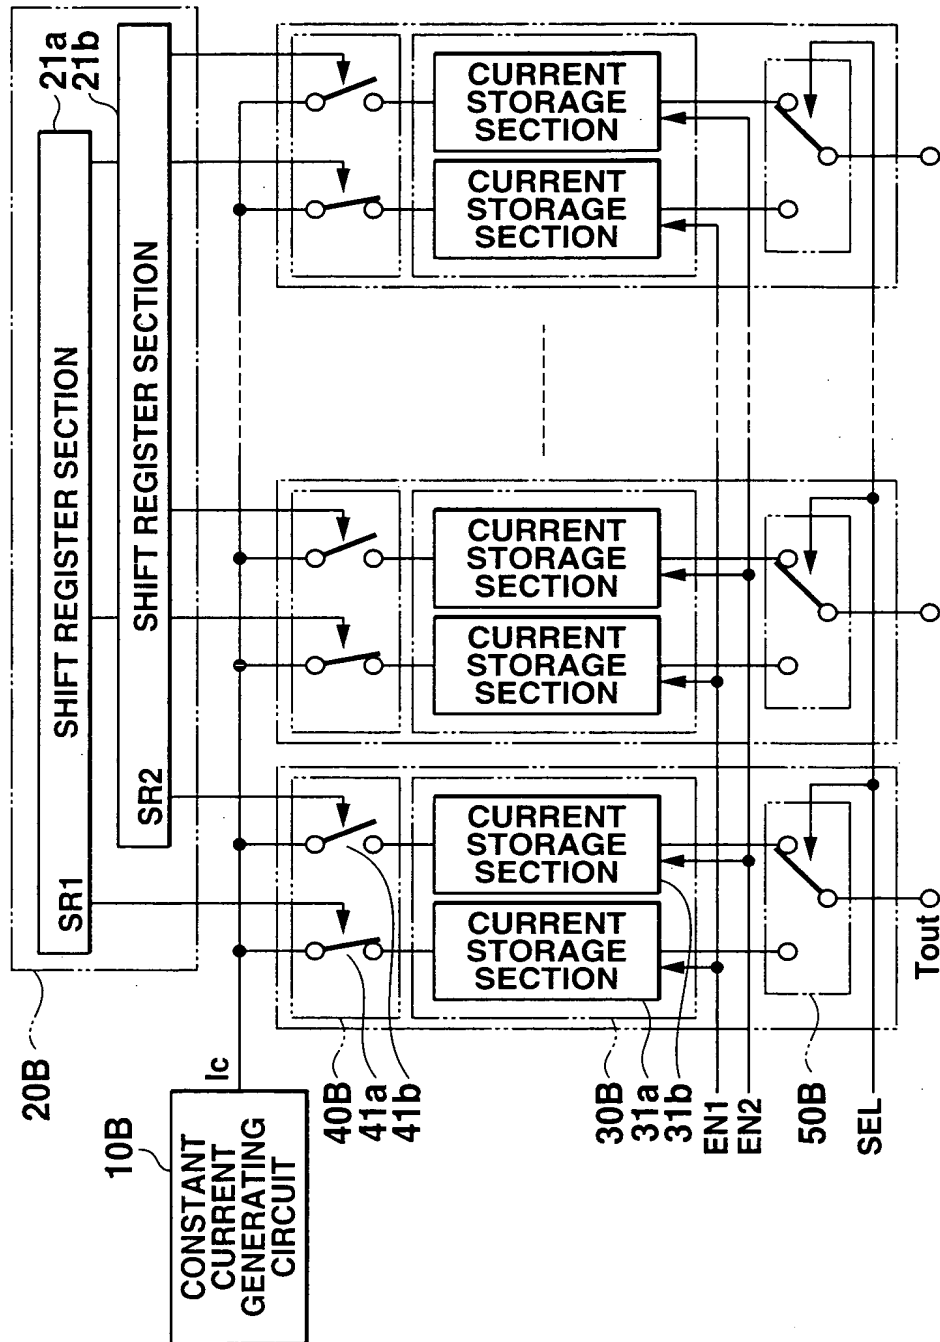 20B
SR1
SHIFT REGISTER SECTION
21a
SR2
SHIFT REGISTER SECTION
21b
10B
CONSTANT
CURRENT
GENERATING
CIRCUIT
Ic
40B
41a
41b
30B
31a
31b
EN1
EN2
50B
SEL
Tout
CURRENT
STORAGE
SECTION
CURRENT
STORAGE
SECTION
CURRENT
STORAGE
SECTION
CURRENT
STORAGE
SECTION
CURRENT
STORAGE
SECTION
CURRENT
STORAGE
SECTION